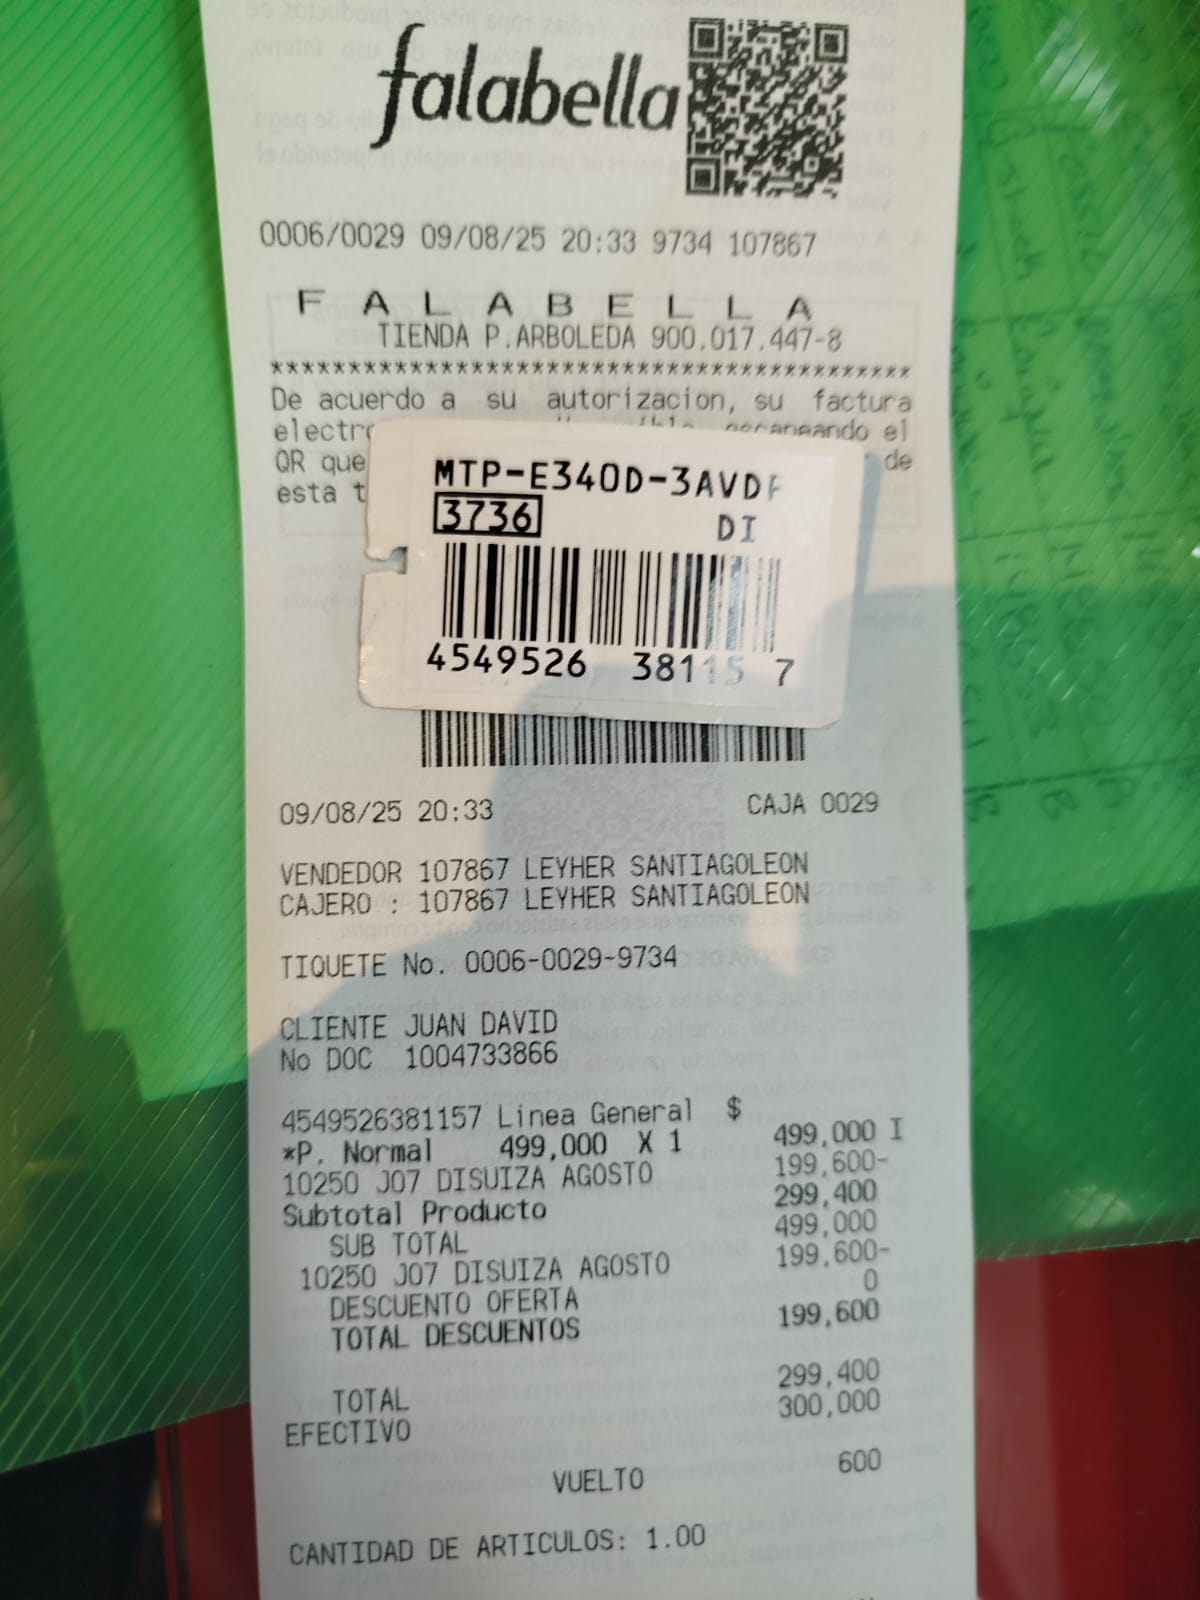 falabella
0006/0029 09/08/25 20:33 9734 107867
F A L A B E L L A
TIENDA P.ARBOLEDA 900.017.447-8
******************************************
De acuerdo a su autorizacion, su factura
escaneando el
QR que de
esta
MTP-E340D-3AVDF
3736
DI
4549526 381157
09/08/25 20:33 CAJA 0029
VENDEDOR 107867 LEYHER SANTIAGOLEON
CAJERO : 107867 LEYHER SANTIAGOLEON
TIQUETE No. 0006-0029-9734
CLIENTE JUAN DAVID
No DOC 1004733866
4549526381157 Linea General $
*P. Normal 499,000 X 1 499,000 I
10250 J07 DISUIZA AGOSTO 199,600-
Subtotal Producto 299,400
SUB TOTAL 499,000
10250 J07 DISUIZA AGOSTO 199,600-
DESCUENTO OFERTA 0
TOTAL DESCUENTOS 199,600
TOTAL 299,400
EFECTIVO 300,000
VUELTO 600
CANTIDAD DE ARTICULOS: 1.00